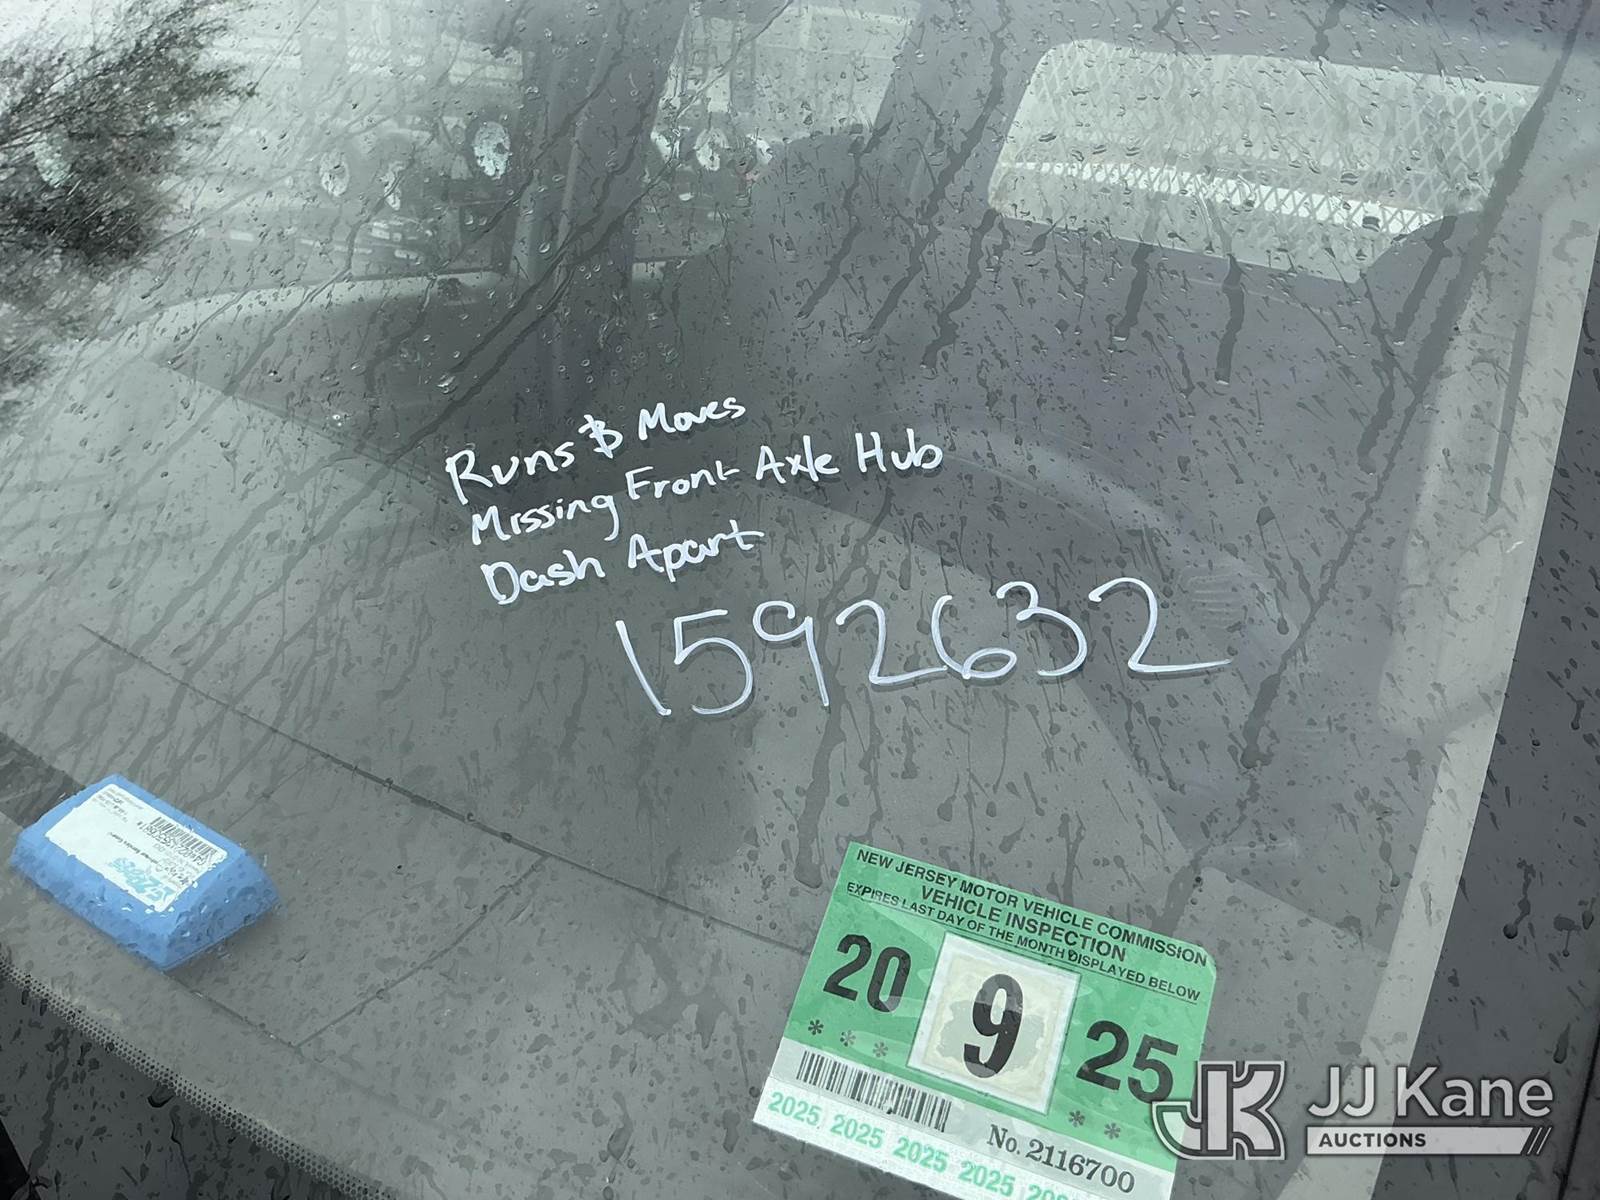 Runs & Moves
Missing Front Axle Hub
Dash Apart
1592632
NEW JERSEY MOTOR VEHICLE COMMISSION
VEHICLE INSPECTION
EXPIRES LAST DAY OF THE MONTH DISPLAYED BELOW
20 9 25
* * * * *
2025 2025 2025 2025
No. 2116700
JK JJ Kane
AUCTIONS